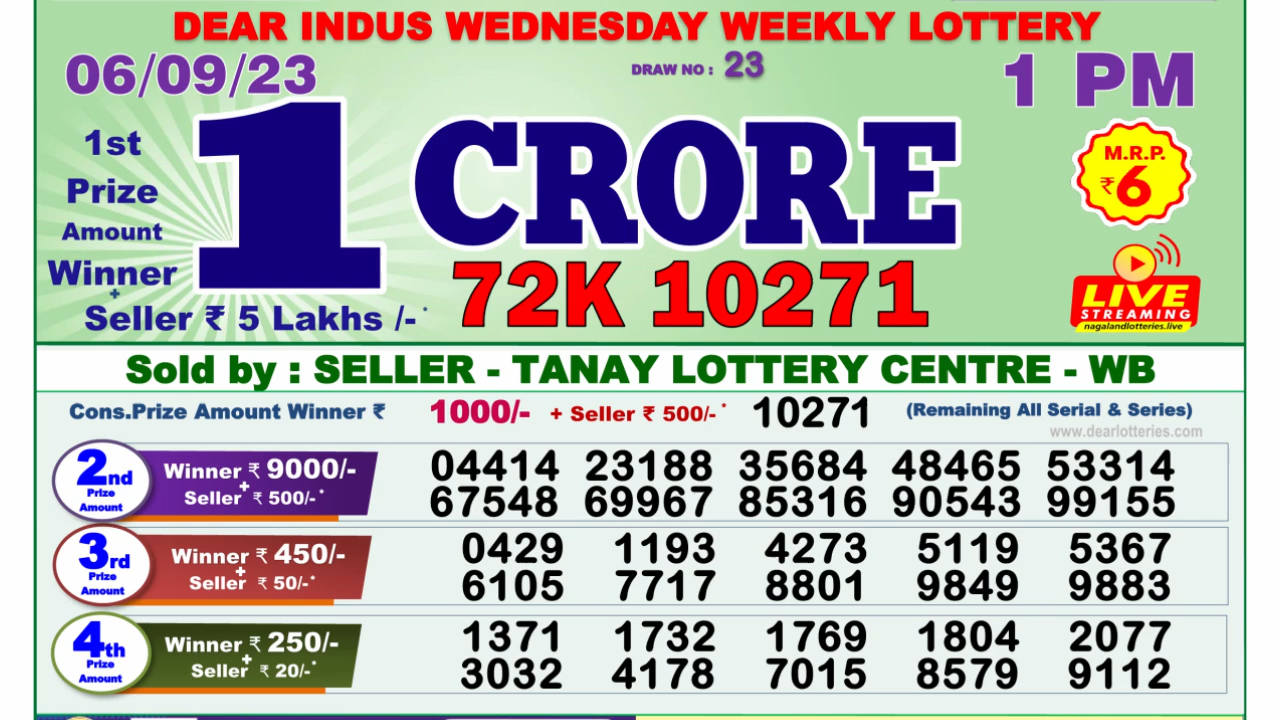 DEAR INDUS WEDNESDAY WEEKLY LOTTERY
06/09/23
DRAW NO : 23
1 PM
1st
Prize
Amount
Winner
+
Seller ₹ 5 Lakhs /-*
1 CRORE
72K 10271
M.R.P.
₹6
LIVE
STREAMING
nagalandlotteries.live
Sold by : SELLER - TANAY LOTTERY CENTRE - WB
Cons.Prize Amount Winner ₹ 1000/- + Seller ₹ 500/-* 10271 (Remaining All Serial & Series)
www.dearlotteries.com
2nd
Prize
Amount
Winner ₹ 9000/-
+
Seller ₹ 500/-*
04414 23188 35684 48465 53314
67548 69967 85316 90543 99155
3rd
Prize
Amount
Winner ₹ 450/-
+
Seller ₹ 50/-*
0429 1193 4273 5119 5367
6105 7717 8801 9849 9883
4th
Prize
Amount
Winner ₹ 250/-
+
Seller ₹ 20/-*
1371 1732 1769 1804 2077
3032 4178 7015 8579 9112